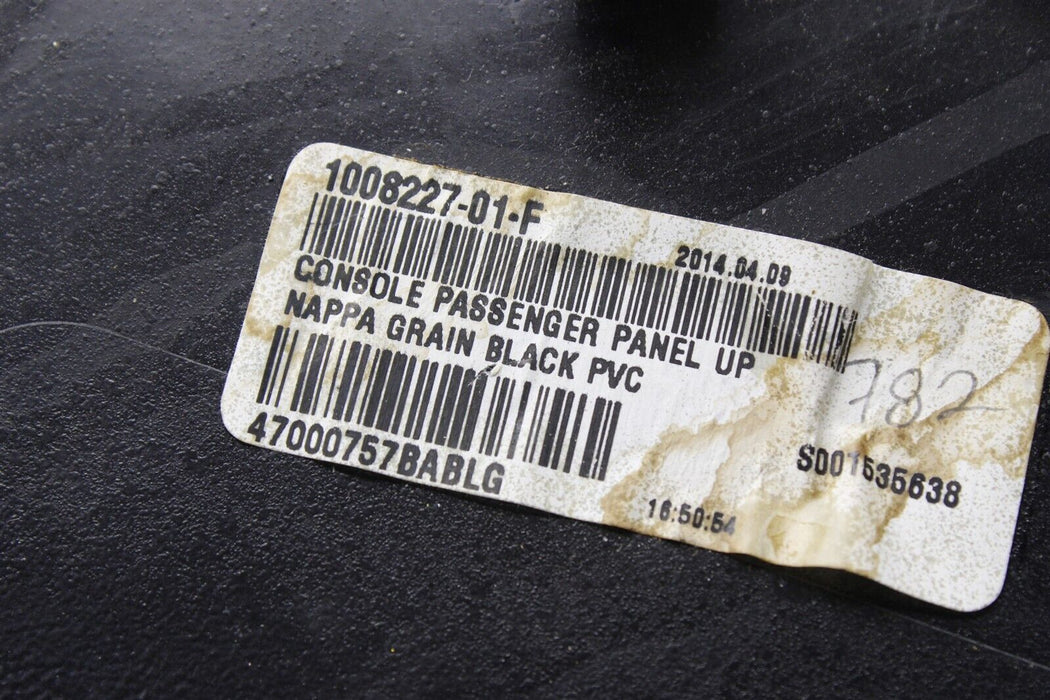 1008227-01-F
2014.04.09
CONSOLE PASSENGER PANEL UP
NAPPA GRAIN BLACK PVC
782
47000757BABLG
S001535638
16:50:54